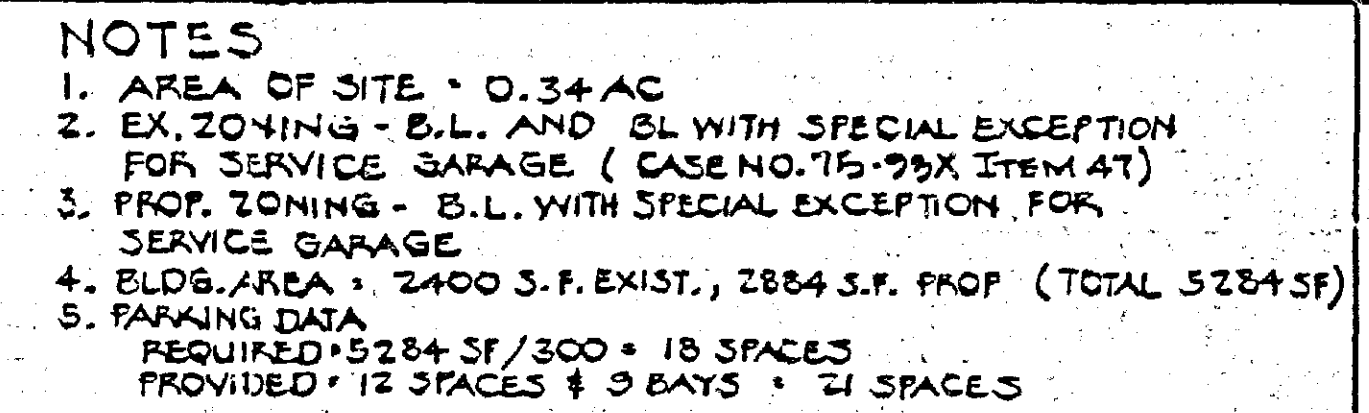 NOTES
1. AREA OF SITE = 0.34 AC
2. EX. ZONING - B.L. AND BL WITH SPECIAL EXCEPTION
FOR SERVICE GARAGE ( CASE NO. 75-93X ITEM 47)
3. PROP. ZONING - B.L. WITH SPECIAL EXCEPTION FOR
SERVICE GARAGE
4. BLDG. AREA = 2400 S.F. EXIST., 2884 S.F. PROP (TOTAL 5284 SF)
5. PARKING DATA
REQUIRED = 5284 SF/300 = 18 SPACES
PROVIDED = 12 SPACES & 9 BAYS = 21 SPACES